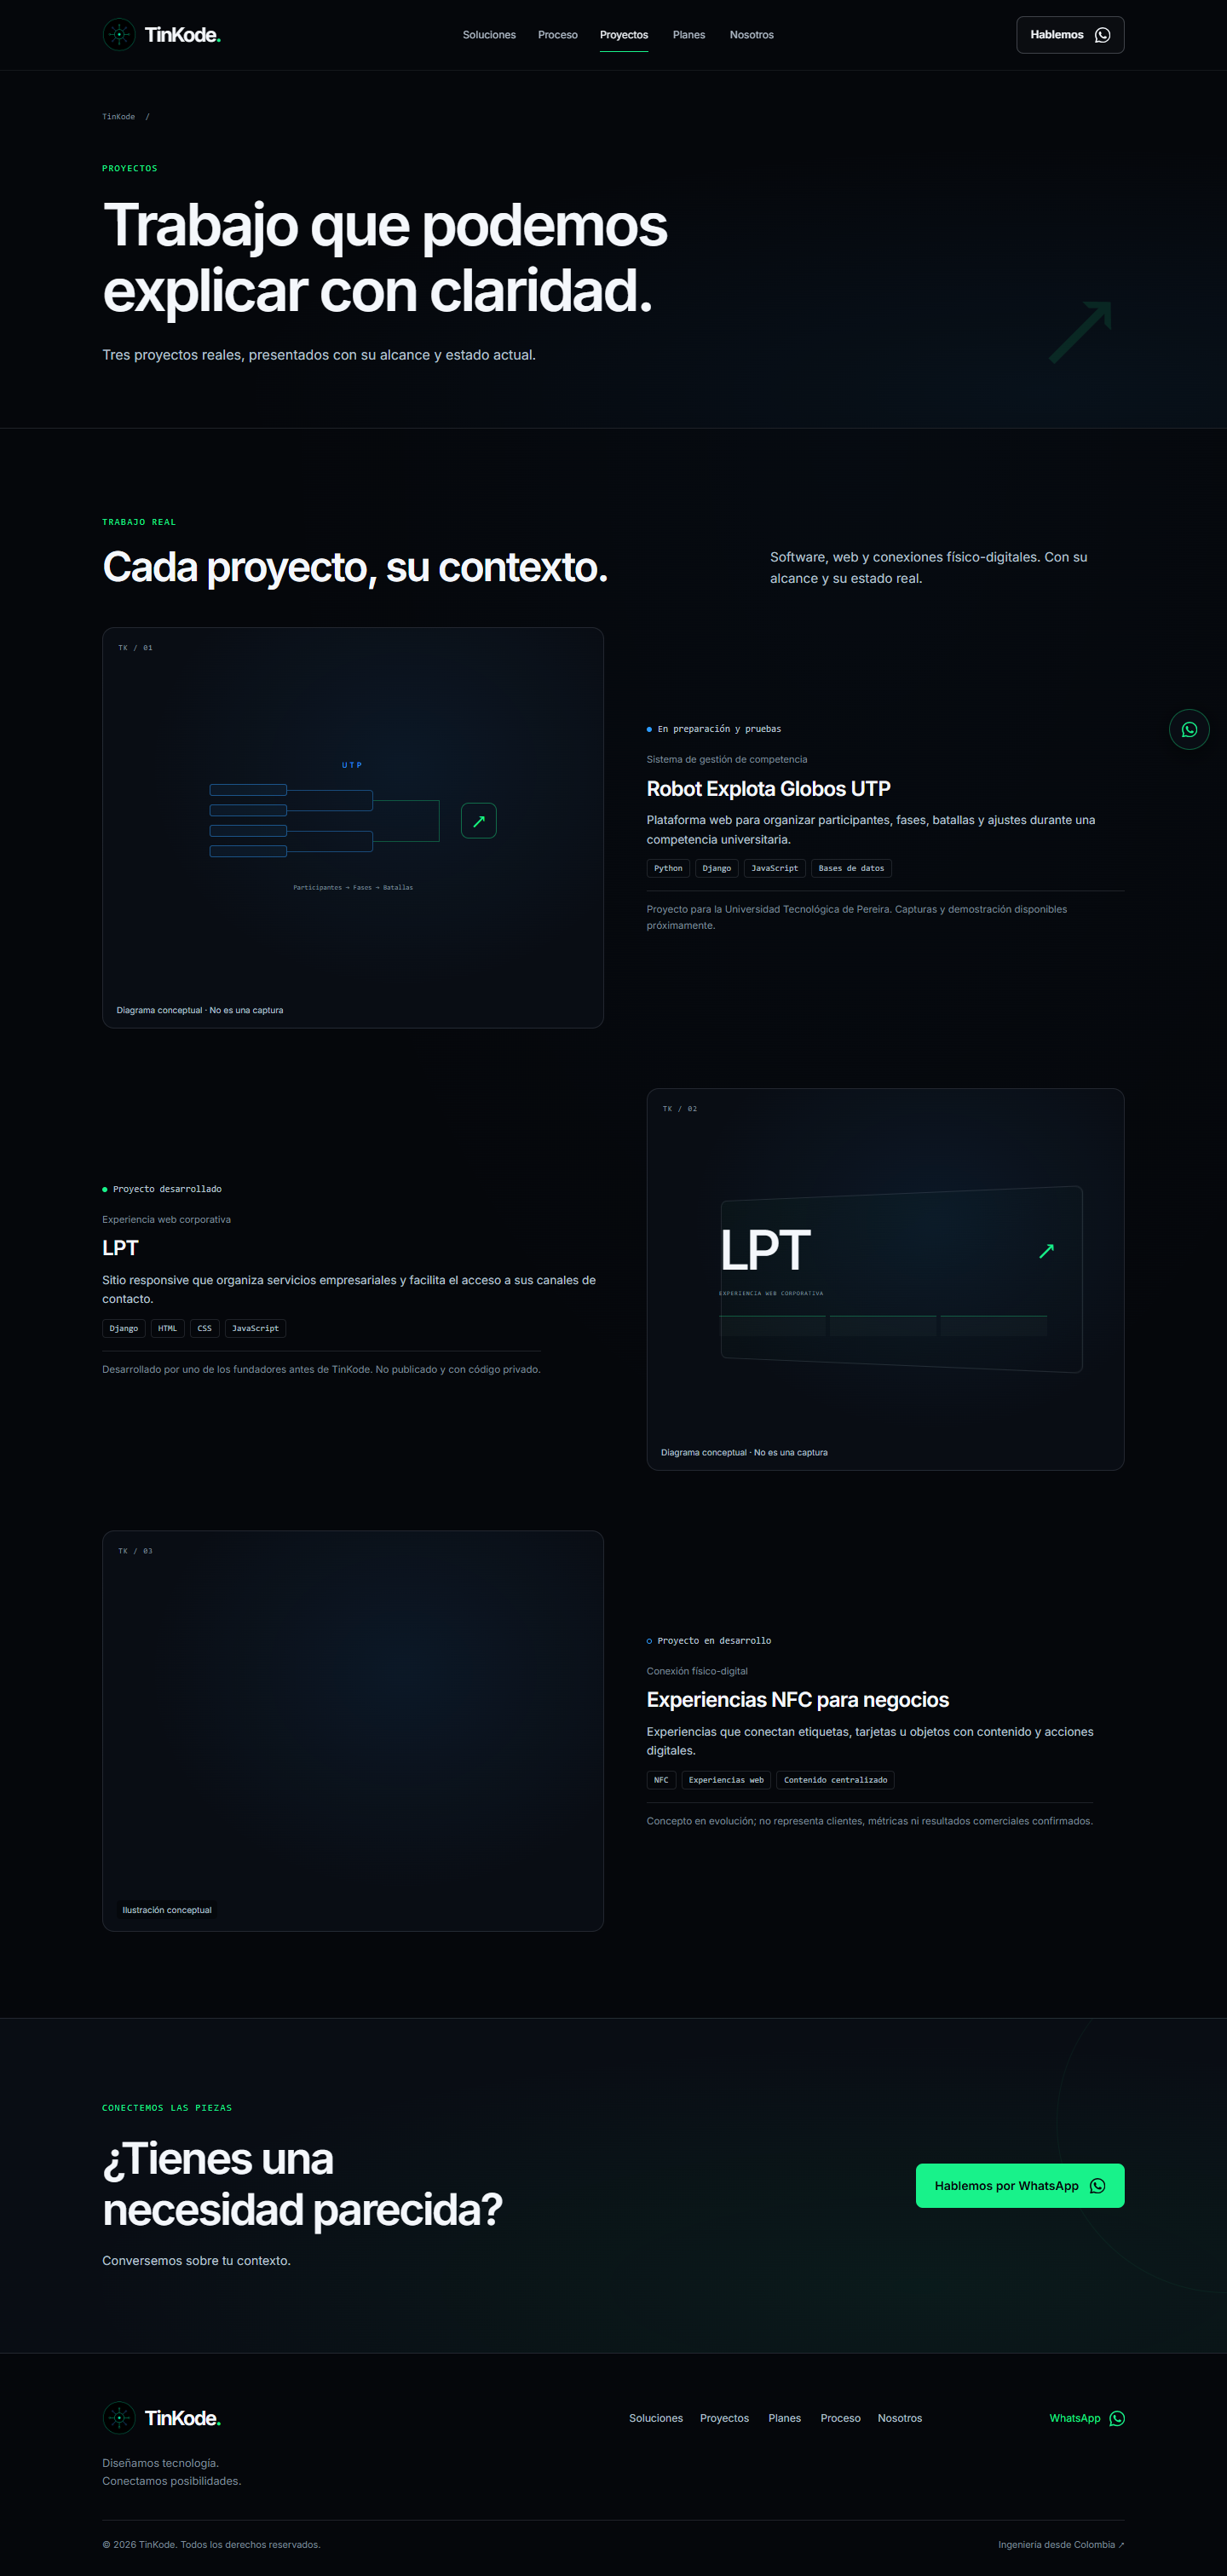 TinKode.
Soluciones Proceso Proyectos Planes Nosotros
Hablemos
TinKode /
PROYECTOS
Trabajo que podemos
explicar con claridad.
Tres proyectos reales, presentados con su alcance y estado actual.
↗
TRABAJO REAL
Cada proyecto, su contexto.
Software, web y conexiones físico-digitales. Con su
alcance y su estado real.
TK / 01
UTP
↗
Participantes → Fases → Batallas
Diagrama conceptual · No es una captura
En preparación y pruebas
Sistema de gestión de competencia
Robot Explota Globos UTP
Plataforma web para organizar participantes, fases, batallas y ajustes durante una
competencia universitaria.
Python Django JavaScript Bases de datos
Proyecto para la Universidad Tecnológica de Pereira. Capturas y demostración disponibles
próximamente.
Proyecto desarrollado
Experiencia web corporativa
LPT
Sitio responsive que organiza servicios empresariales y facilita el acceso a sus canales de
contacto.
Django HTML CSS JavaScript
Desarrollado por uno de los fundadores antes de TinKode. No publicado y con código privado.
TK / 02
LPT
↗
EXPERIENCIA WEB CORPORATIVA
Diagrama conceptual · No es una captura
TK / 03
Ilustración conceptual
Proyecto en desarrollo
Conexión físico-digital
Experiencias NFC para negocios
Experiencias que conectan etiquetas, tarjetas u objetos con contenido y acciones
digitales.
NFC Experiencias web Contenido centralizado
Concepto en evolución; no representa clientes, métricas ni resultados comerciales confirmados.
CONECTEMOS LAS PIEZAS
¿Tienes una
necesidad parecida?
Conversemos sobre tu contexto.
Hablemos por WhatsApp
TinKode.
Soluciones Proyectos Planes Proceso Nosotros
WhatsApp
Diseñamos tecnología.
Conectamos posibilidades.
© 2026 TinKode. Todos los derechos reservados.
Ingeniería desde Colombia ↗